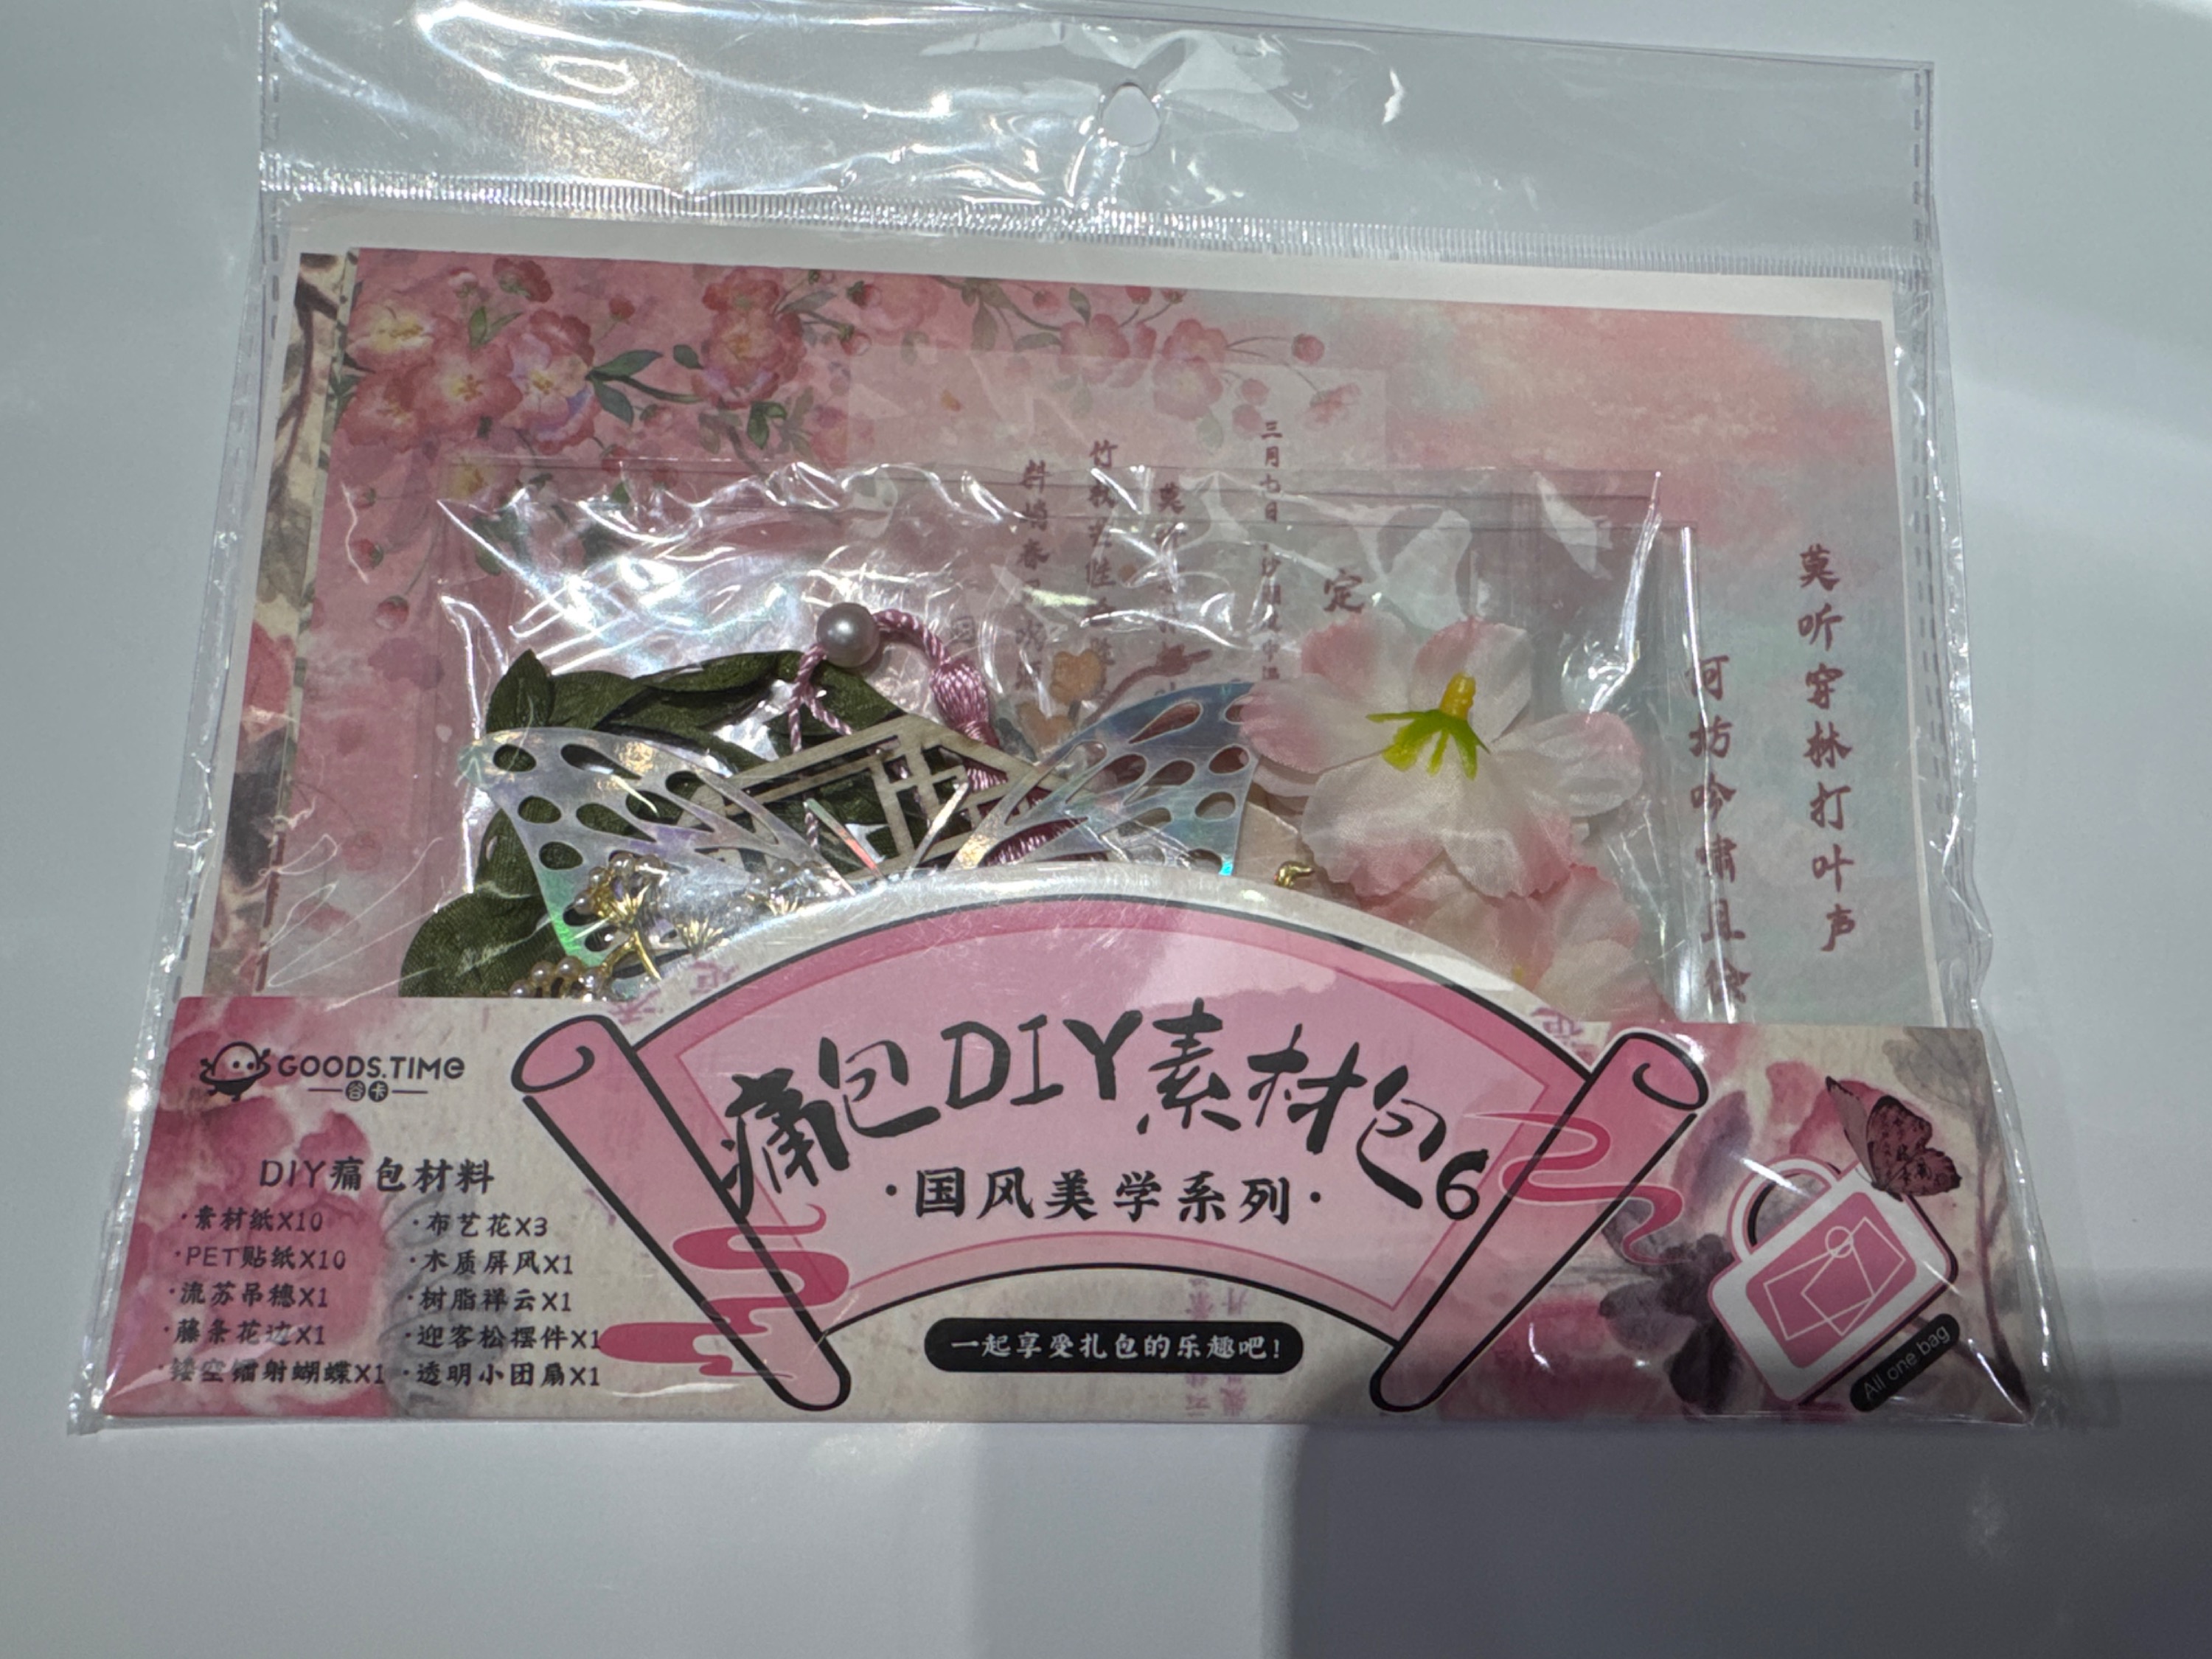 三月七日
定
莫听穿林打叶声
何妨吟啸且徐
GOODS.TIME
谷卡
痛包DIY素材包6
·国风美学系列·
一起享受扎包的乐趣吧!
DIY痛包材料
·素材纸X10
·PET贴纸X10
·流苏吊穗X1
·藤条花边X1
·镂空镭射蝴蝶X1
·布艺花X3
·木质屏风X1
·树脂祥云X1
·迎客松摆件X1
·透明小团扇X1
All one bag